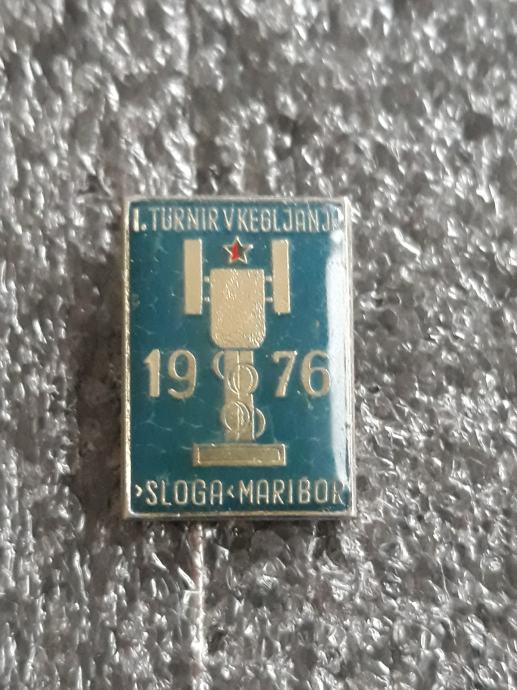 I. TURNIR V KEGLJANJU
19 76
>SLOGA< MARIBOR